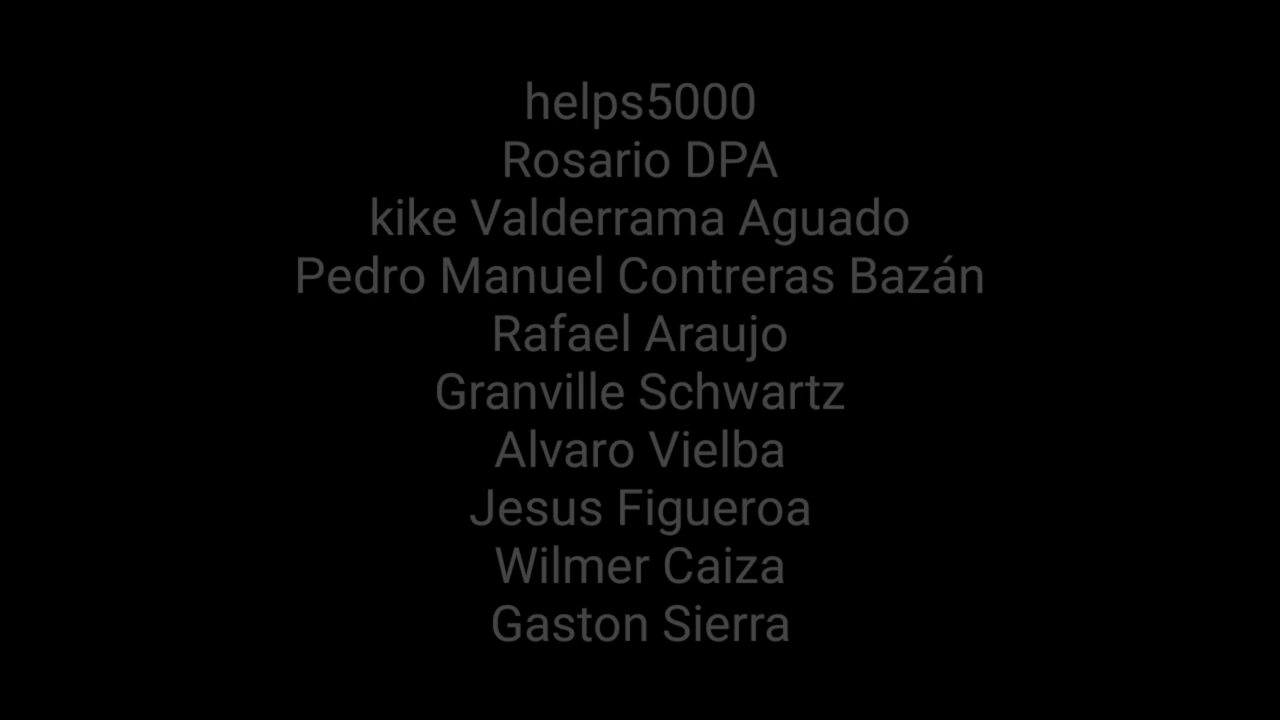 helps5000
Rosario DPA
kike Valderrama Aguado
Pedro Manuel Contreras Bazán
Rafael Araujo
Granville Schwartz
Alvaro Vielba
Jesus Figueroa
Wilmer Caiza
Gaston Sierra